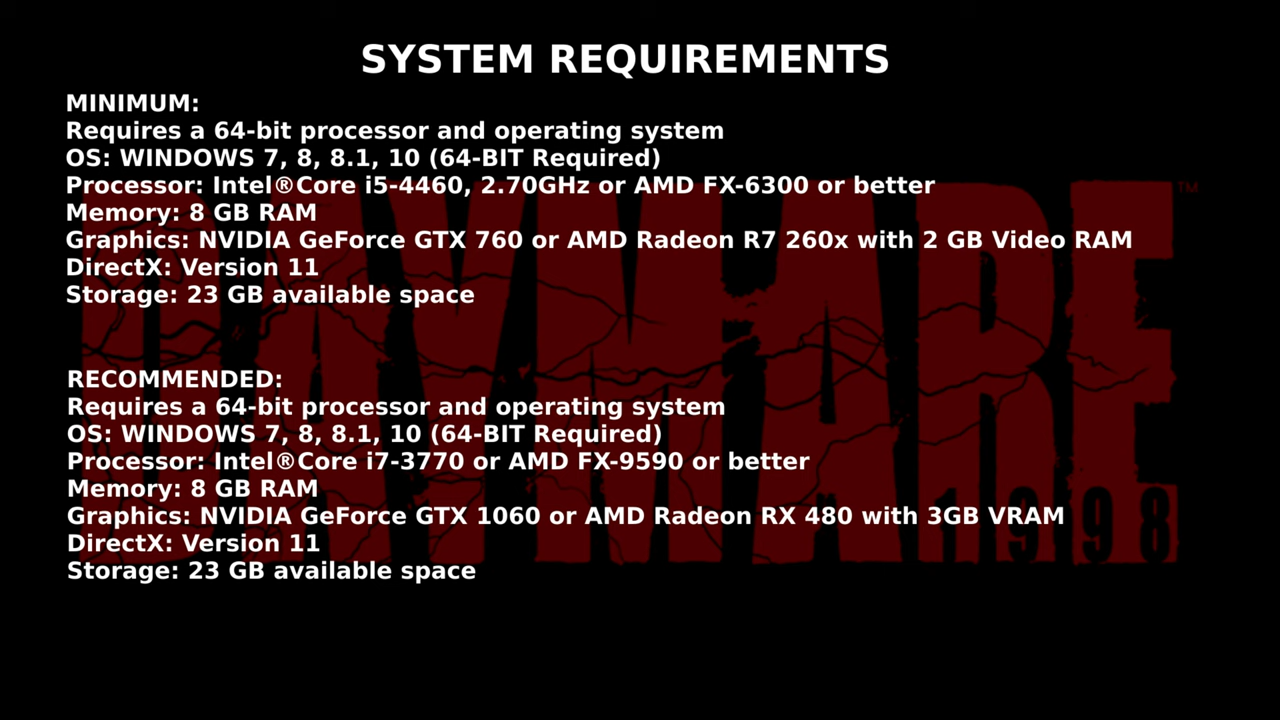 SYSTEM REQUIREMENTS
MINIMUM:
Requires a 64-bit processor and operating system
OS: WINDOWS 7, 8, 8.1, 10 (64-BIT Required)
Processor: Intel®Core i5-4460, 2.70GHz or AMD FX-6300 or better
Memory: 8 GB RAM
Graphics: NVIDIA GeForce GTX 760 or AMD Radeon R7 260x with 2 GB Video RAM
DirectX: Version 11
Storage: 23 GB available space
RECOMMENDED:
Requires a 64-bit processor and operating system
OS: WINDOWS 7, 8, 8.1, 10 (64-BIT Required)
Processor: Intel®Core i7-3770 or AMD FX-9590 or better
Memory: 8 GB RAM
Graphics: NVIDIA GeForce GTX 1060 or AMD Radeon RX 480 with 3GB VRAM
DirectX: Version 11
Storage: 23 GB available space
DAYMARE™
1998